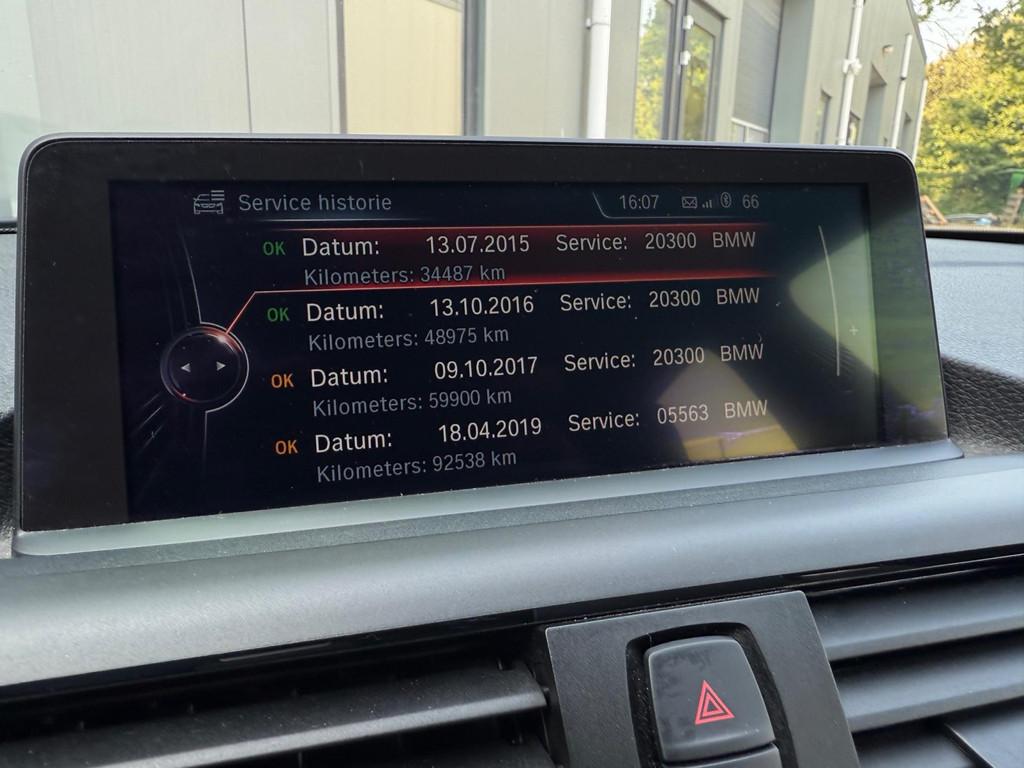 Service historie 16:07 66
OK Datum: 13.07.2015 Service: 20300 BMW
Kilometers: 34487 km
OK Datum: 13.10.2016 Service: 20300 BMW
Kilometers: 48975 km
OK Datum: 09.10.2017 Service: 20300 BMW
Kilometers: 59900 km
OK Datum: 18.04.2019 Service: 05563 BMW
Kilometers: 92538 km